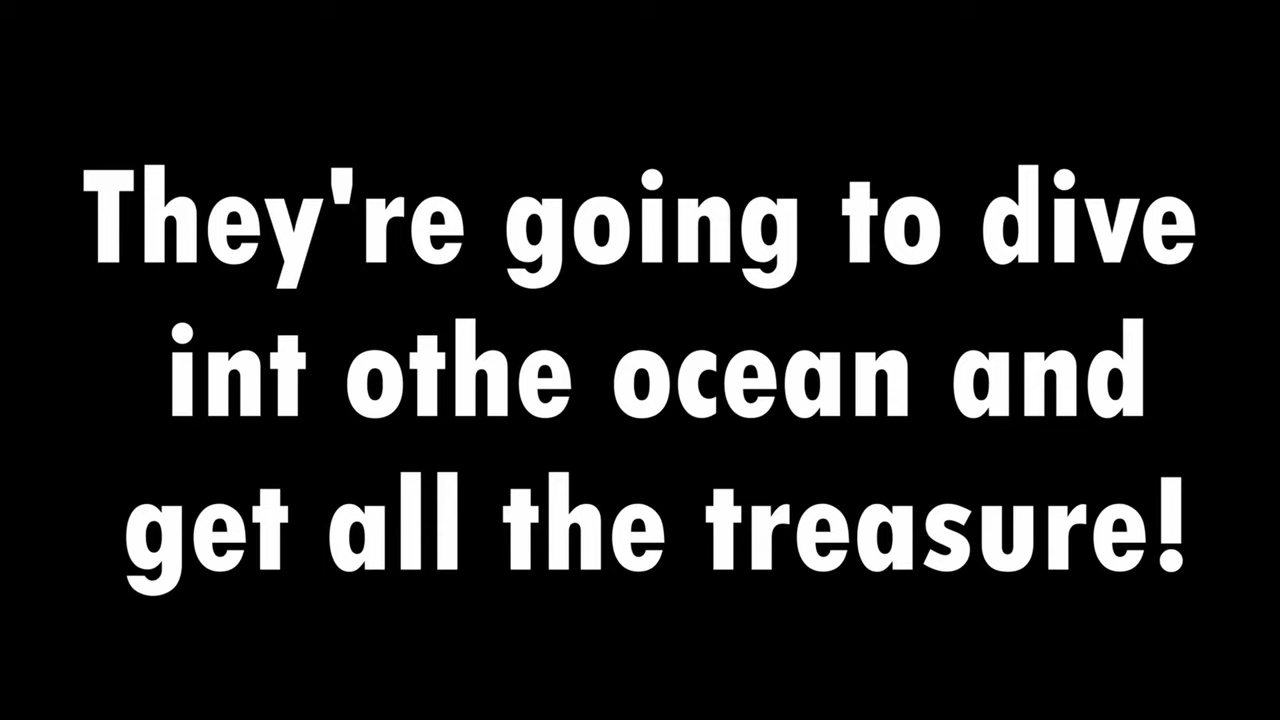 They're going to dive
int othe ocean and
get all the treasure!